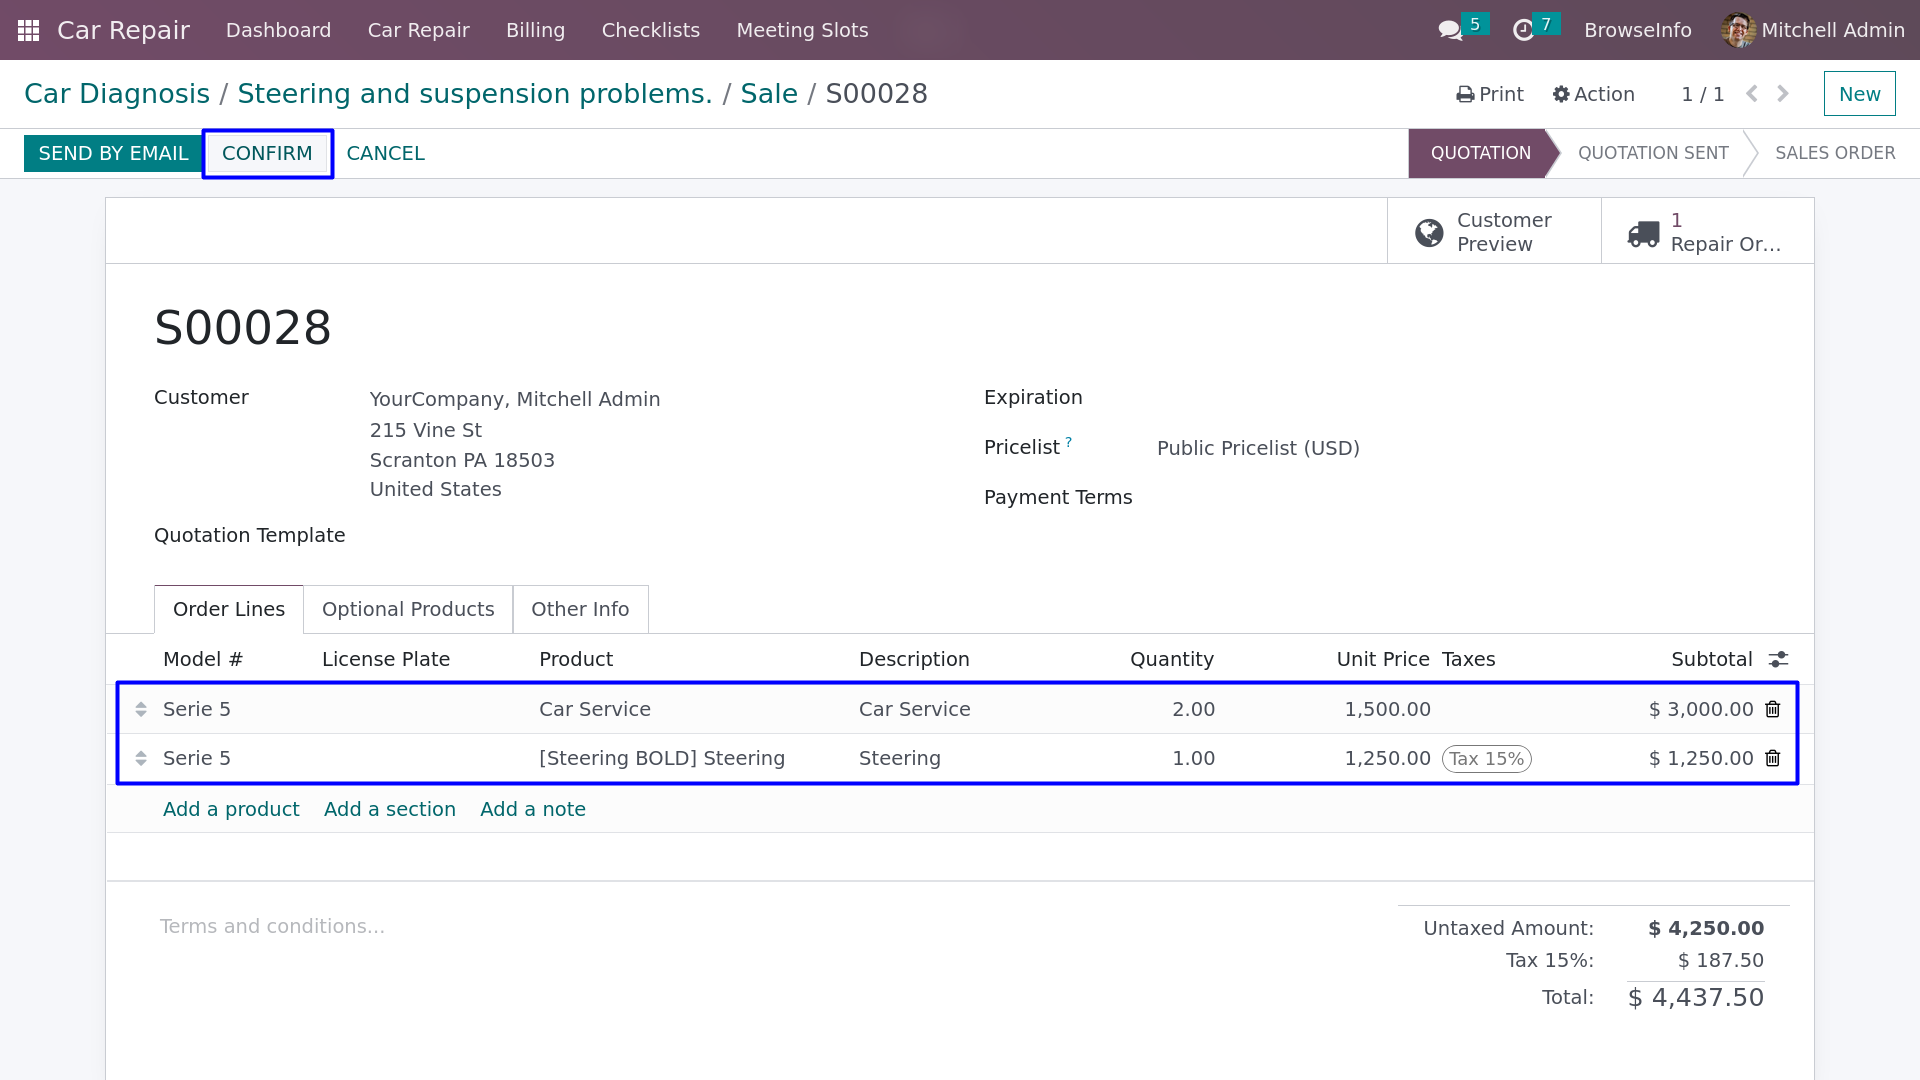 Car Repair Dashboard Car Repair Billing Checklists Meeting Slots 5 7 BrowseInfo Mitchell Admin
Car Diagnosis / Steering and suspension problems. / Sale / S00028 Print Action 1 / 1 New
SEND BY EMAIL CONFIRM CANCEL QUOTATION QUOTATION SENT SALES ORDER
Customer Preview
1 Repair Or...
S00028
Customer YourCompany, Mitchell Admin
215 Vine St
Scranton PA 18503
United States
Quotation Template
Expiration
Pricelist ? Public Pricelist (USD)
Payment Terms
Order Lines Optional Products Other Info
Model # License Plate Product Description Quantity Unit Price Taxes Subtotal
Serie 5 Car Service Car Service 2.00 1,500.00 $ 3,000.00
Serie 5 [Steering BOLD] Steering Steering 1.00 1,250.00 Tax 15% $ 1,250.00
Add a product Add a section Add a note
Terms and conditions...
Untaxed Amount: $ 4,250.00
Tax 15%: $ 187.50
Total: $ 4,437.50